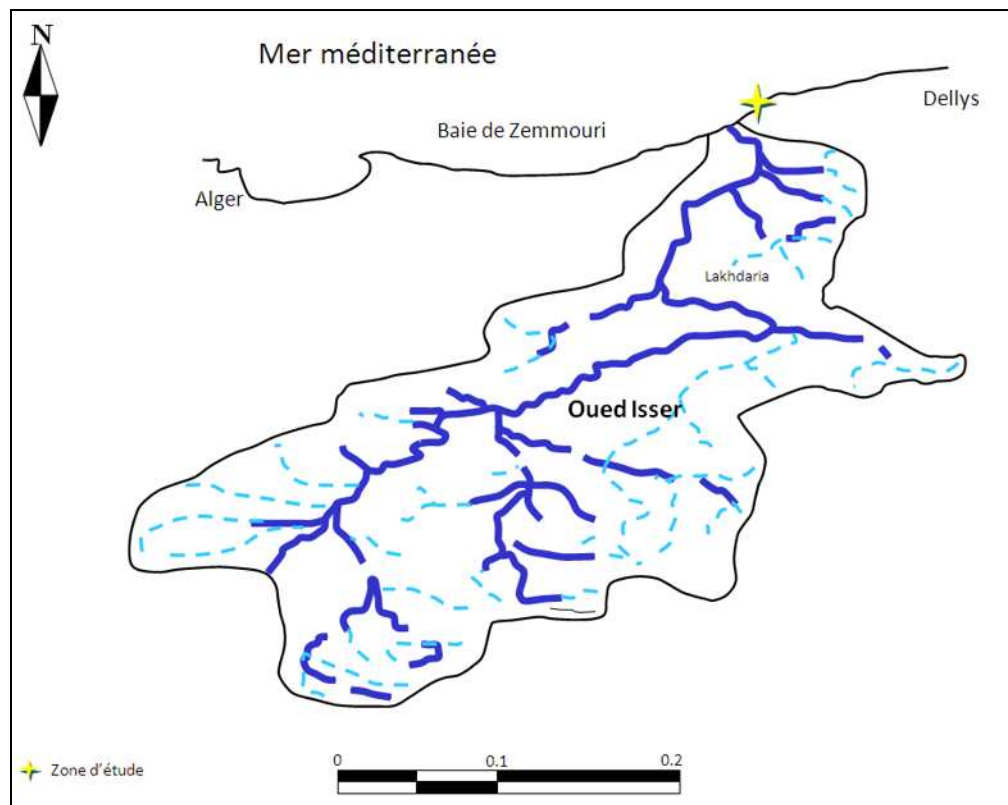 N
Mer méditerranée
Dellys
Baie de Zemmouri
Alger
Lakhdaria
Oued Isser
Zone d'étude
0
0.1
0.2